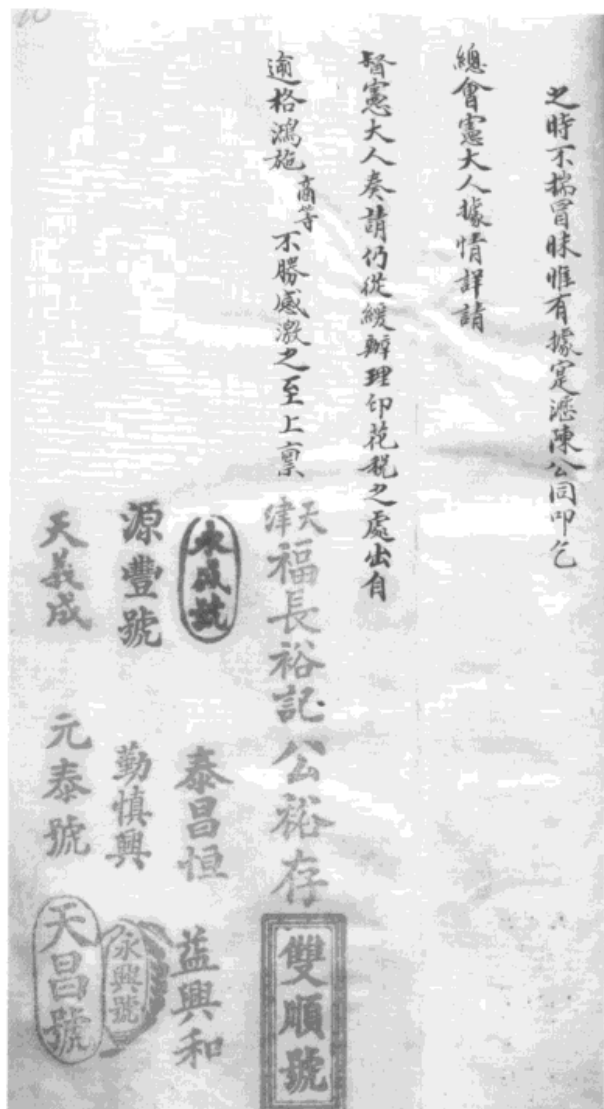 之時不揣冒昧惟有據寔瀝陳公同叩乞
總會憲大人據情詳請
督憲大人奏請仍從緩辦理印花稅之處出自
逾格鴻施商等不勝感激之至上稟
天津福長裕記
公裕存
雙順號
永成號
泰昌恒
益興和
源豐號
勤慎興
永興號
天義成
元泰號
天昌號